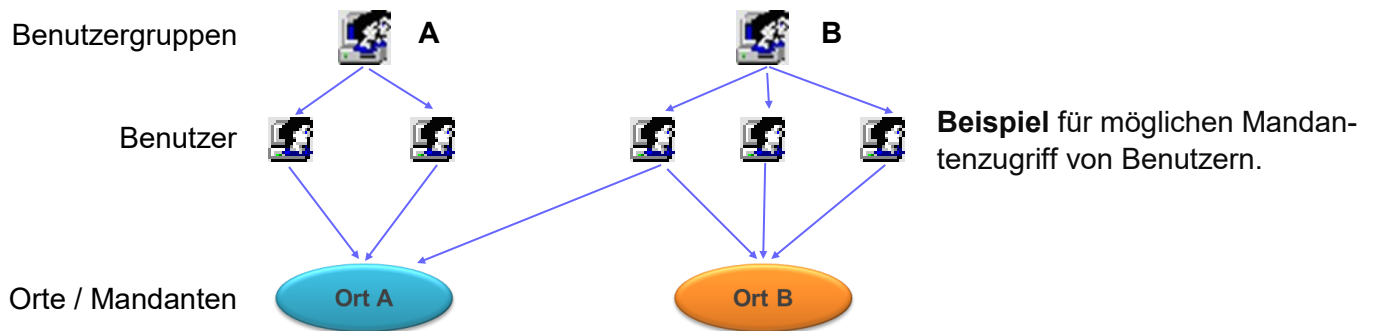 Benutzergruppen A B
Benutzer
Beispiel für möglichen Mandan-
tenzugriff von Benutzern.
Orte / Mandanten Ort A Ort B